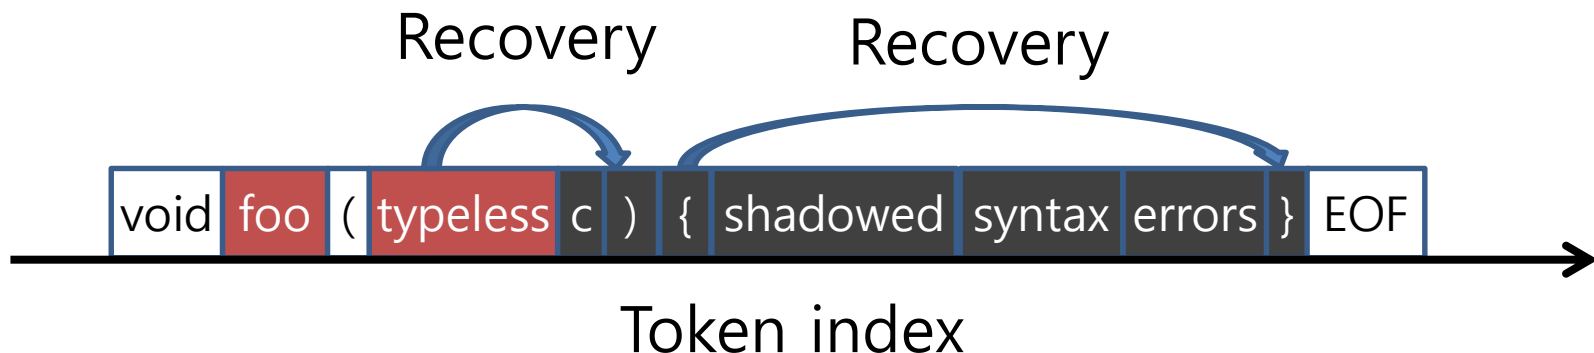 Recovery Recovery
void foo ( typeless c ) { shadowed syntax errors } EOF
Token index